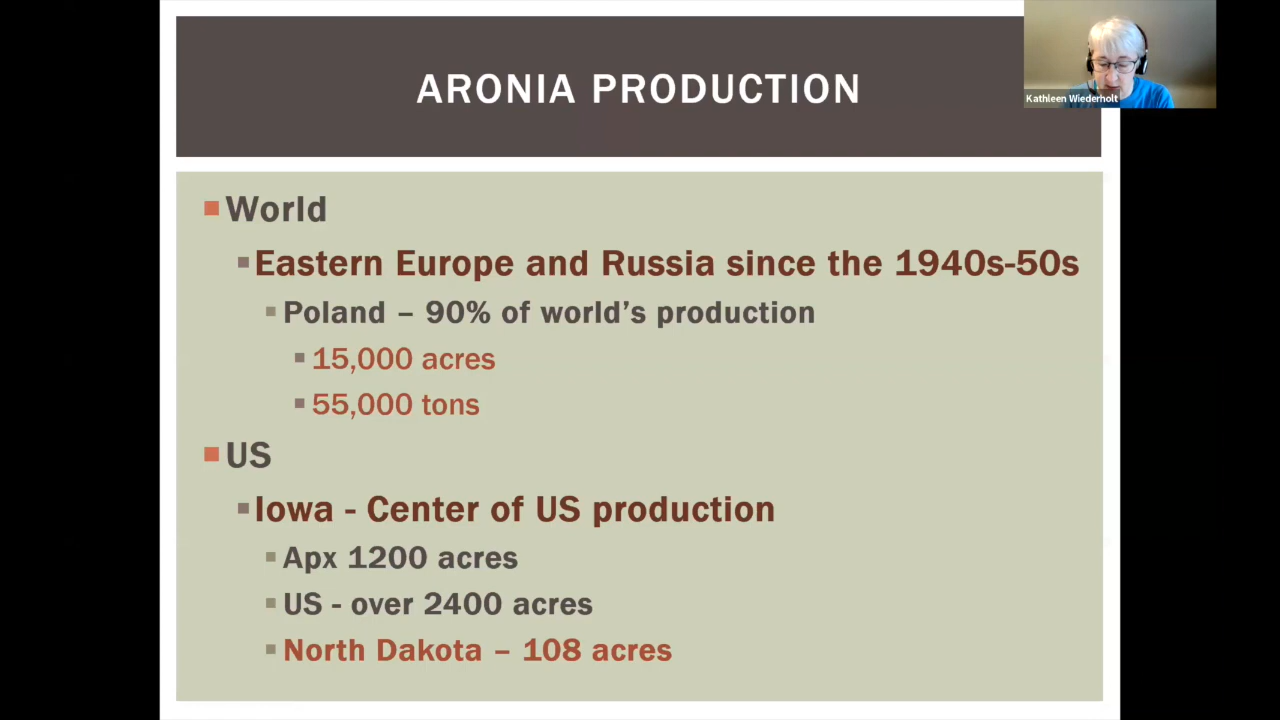 ARONIA PRODUCTION
Kathleen Wiederholt
World
Eastern Europe and Russia since the 1940s-50s
Poland – 90% of world's production
15,000 acres
55,000 tons
US
Iowa - Center of US production
Apx 1200 acres
US - over 2400 acres
North Dakota – 108 acres